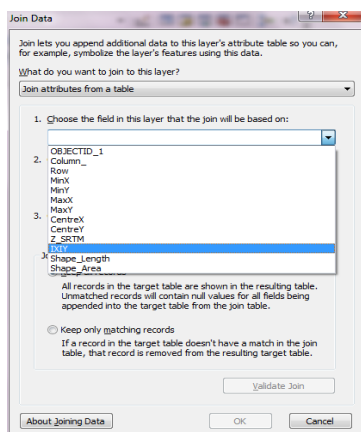 Join Data
Join lets you append additional data to this layer's attribute table so you can,
for example, symbolize the layer's features using this data.
What do you want to join to this layer?
Join attributes from a table
1. Choose the field in this layer that the join will be based on:
OBJECTID_1
2. Column_
Row
MinX
MinY
MaxX
MaxY
3. CentreX
CentreY
Z_SRTM
IXIY
Shape_Length
Shape_Area
All records in the target table are shown in the resulting table.
Unmatched records will contain null values for all fields being
appended into the target table from the join table.
Keep only matching records
If a record in the target table doesn't have a match in the join
table, that record is removed from the resulting target table.
Validate Join
About Joining Data OK Cancel